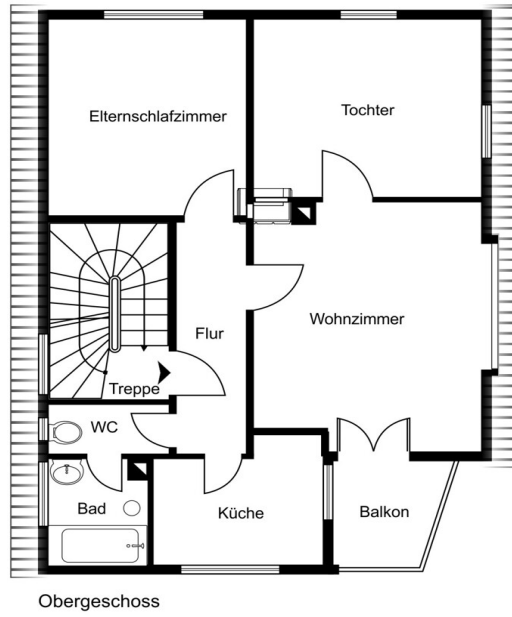 Elternschlafzimmer
Tochter
Flur
Wohnzimmer
Treppe
WC
Bad
Küche
Balkon
Obergeschoss